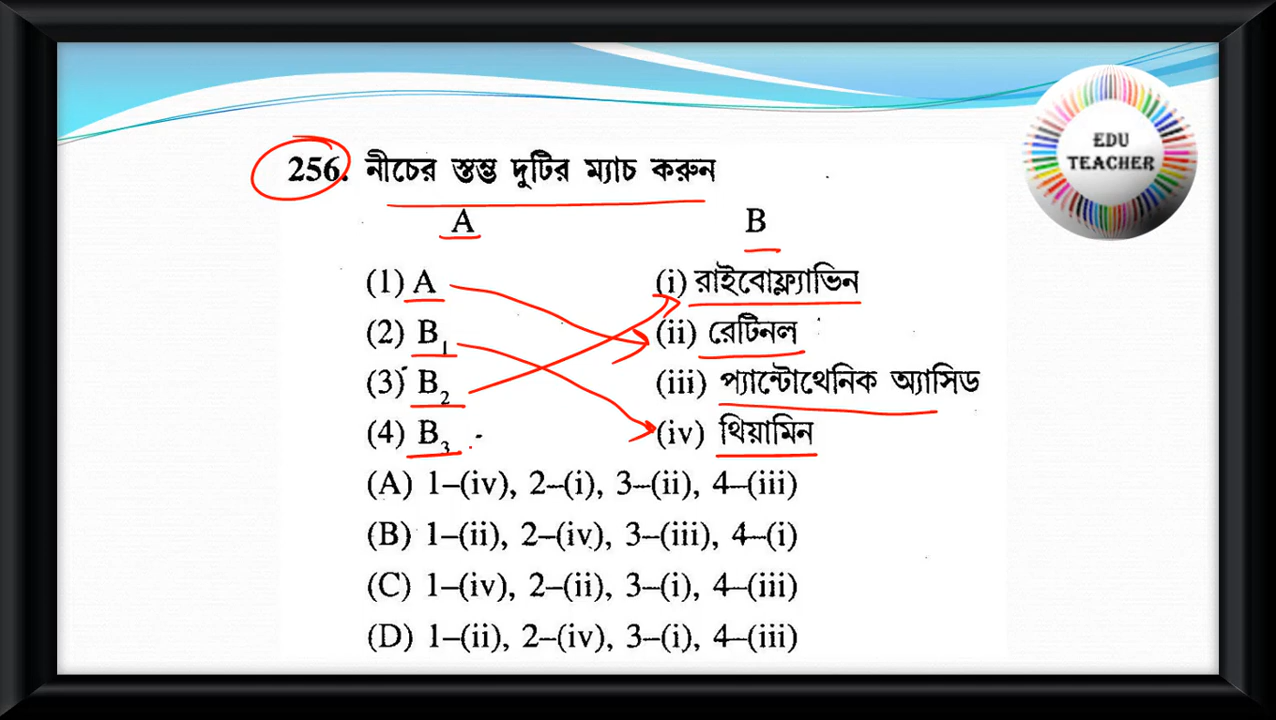 EDU
TEACHER
256. নীচের স্তম্ভ দুটির ম্যাচ করুন
A B
(1) A (i) রাইবোফ্ল্যাভিন
(2) B₁ (ii) রেটিনল
(3) B₂ (iii) প্যান্টোথেনিক অ্যাসিড
(4) B₃ (iv) থিয়ামিন
(A) 1–(iv), 2–(i), 3–(ii), 4–(iii)
(B) 1–(ii), 2–(iv), 3–(iii), 4–(i)
(C) 1–(iv), 2–(ii), 3–(i), 4–(iii)
(D) 1–(ii), 2–(iv), 3–(i), 4–(iii)